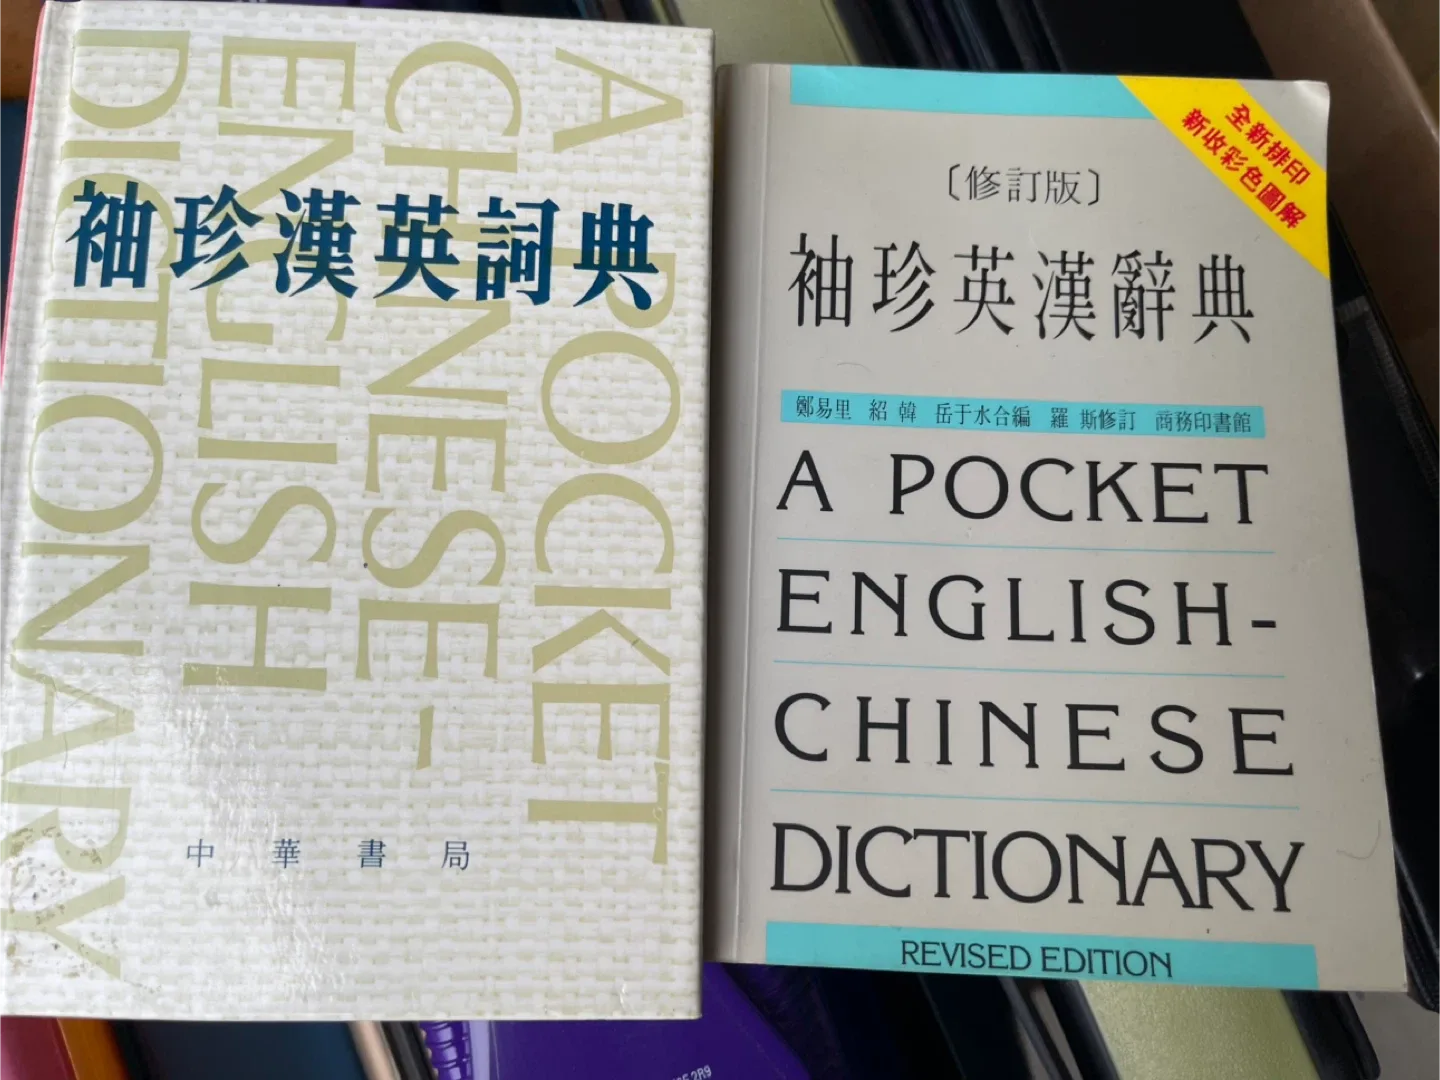 A POCKET
CHINESE-
ENGLISH
DICTIONARY
袖珍漢英詞典
中華書局
全新排印
新收彩色圖解
〔修訂版〕
袖珍英漢辭典
鄭易里 紹韓 岳于水合編 羅斯修訂 商務印書館
A POCKET
ENGLISH-
CHINESE
DICTIONARY
REVISED EDITION